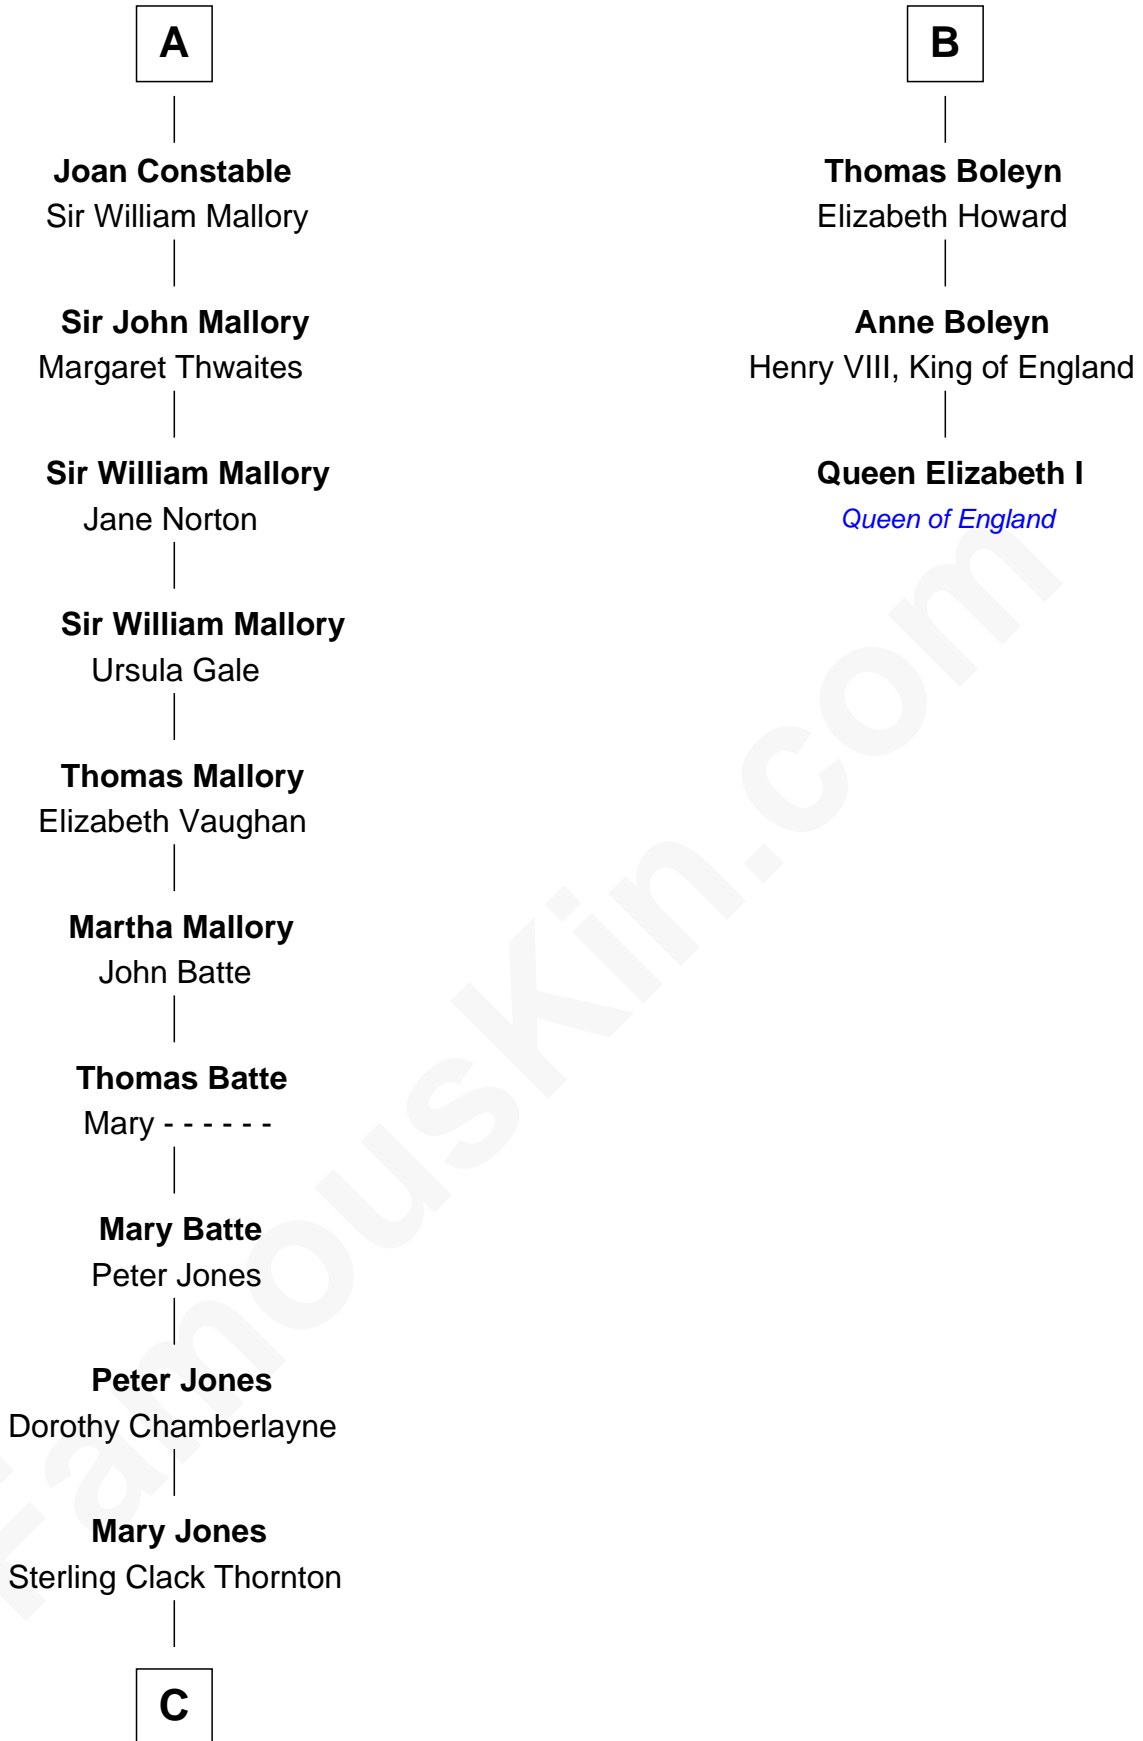 A
Joan Constable
Sir William Mallory
Sir John Mallory
Margaret Thwaites
Sir William Mallory
Jane Norton
Sir William Mallory
Ursula Gale
Thomas Mallory
Elizabeth Vaughan
Martha Mallory
John Batte
Thomas Batte
Mary - - - - - -
Mary Batte
Peter Jones
Peter Jones
Dorothy Chamberlayne
Mary Jones
Sterling Clack Thornton
C
B
Thomas Boleyn
Elizabeth Howard
Anne Boleyn
Henry VIII, King of England
Queen Elizabeth I
Queen of England
FamousKin.com